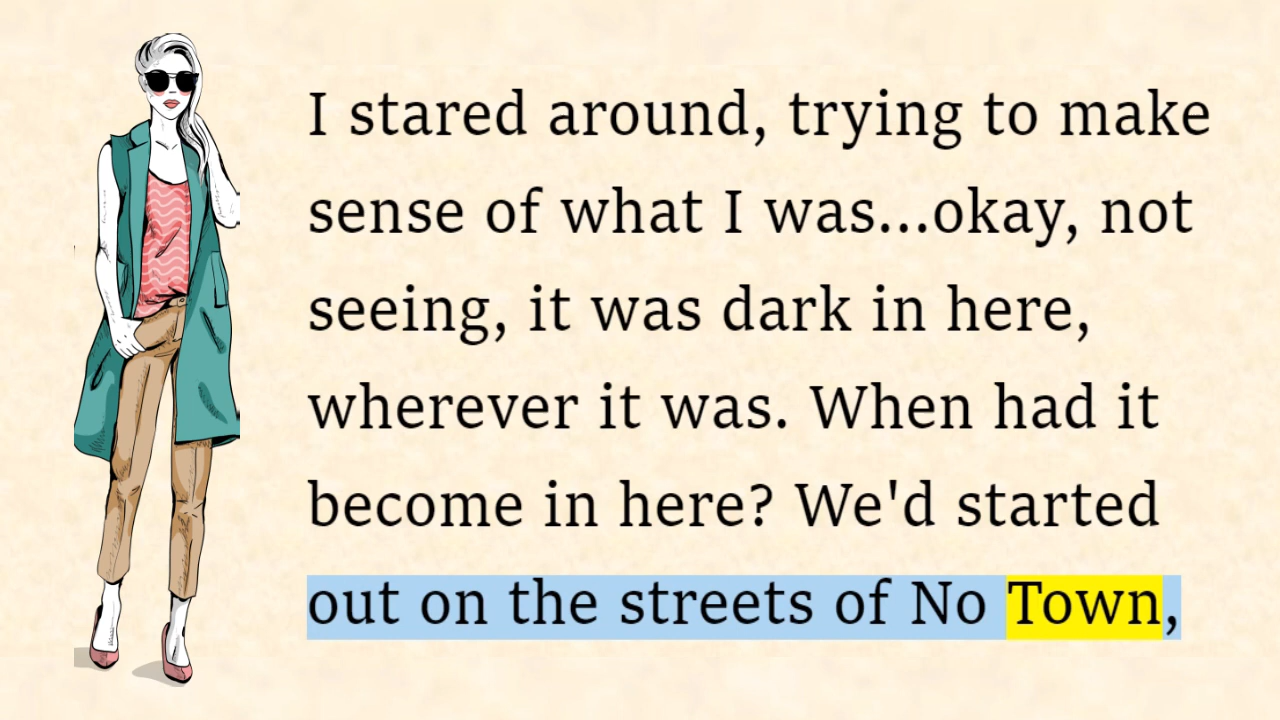 I stared around, trying to make
sense of what I was...okay, not
seeing, it was dark in here,
wherever it was. When had it
become in here? We'd started
out on the streets of No Town,